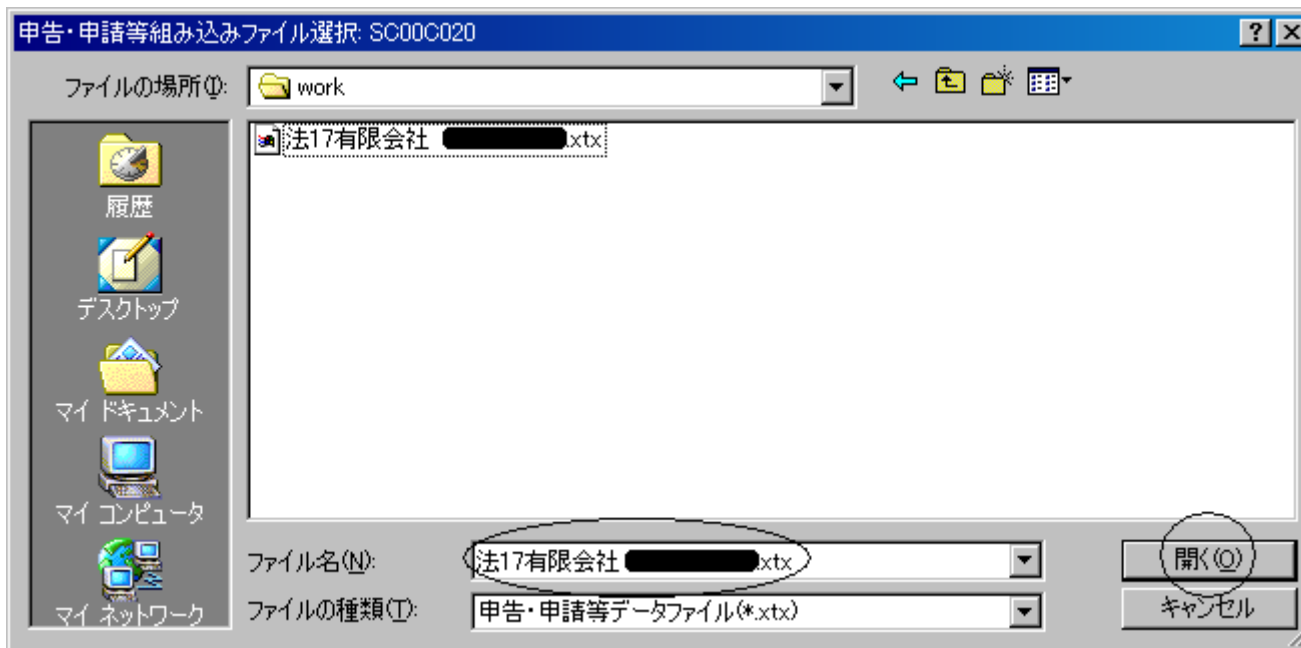 申告・申請等組み込みファイル選択: SC00C020
ファイルの場所(I):
work
法17有限会社 .xtx
履歴
デスクトップ
マイ ドキュメント
マイ コンピュータ
マイ ネットワーク
ファイル名(N):
法17有限会社 .xtx
開く(O)
ファイルの種類(T):
申告・申請等データファイル(*.xtx)
キャンセル